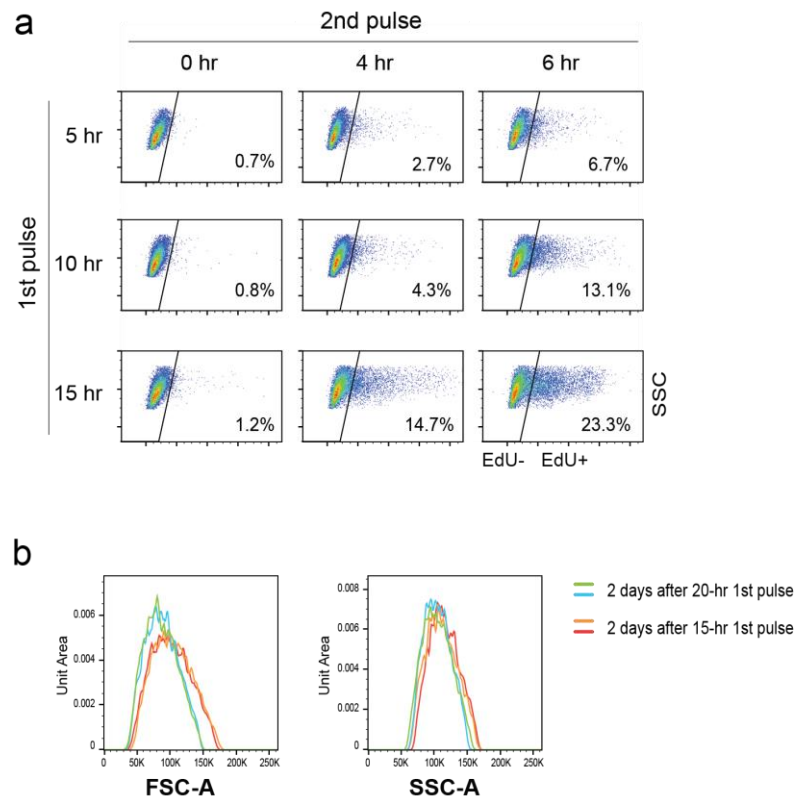 a
2nd pulse
0 hr 4 hr 6 hr
1st pulse
5 hr
0.7% 2.7% 6.7%
10 hr
0.8% 4.3% 13.1%
15 hr
1.2% 14.7% 23.3%
SSC
EdU- EdU+
b
Unit Area
0.006
0.004
0.002
0
0 50K 100K 150K 200K 250K
FSC-A
Unit Area
0.008
0.006
0.004
0.002
0
0 50K 100K 150K 200K 250K
SSC-A
2 days after 20-hr 1st pulse
2 days after 15-hr 1st pulse